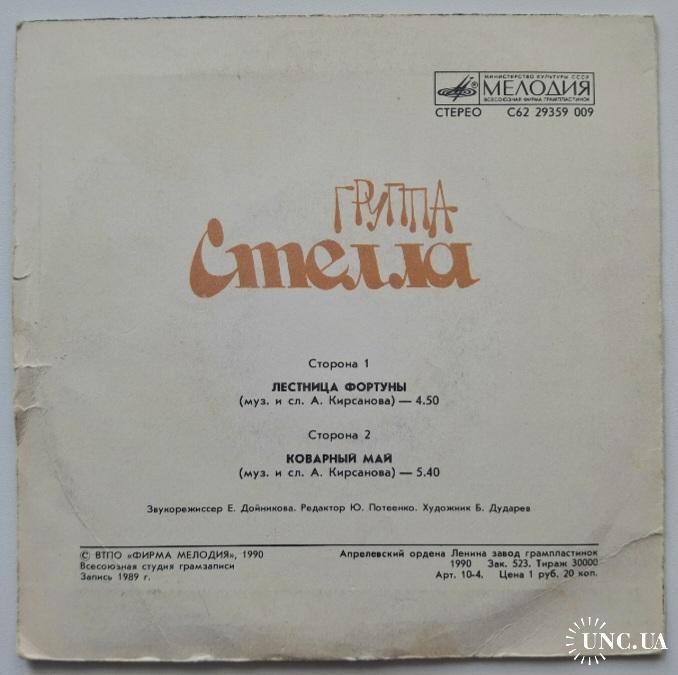 МИНИСТЕРСТВО КУЛЬТУРЫ СССР
МЕЛОДИЯ
ВСЕСОЮЗНАЯ ФИРМА ГРАМПЛАСТИНОК
СТЕРЕО С62 29359 009
ГРУППА
Стелла
Сторона 1
ЛЕСТНИЦА ФОРТУНЫ
(муз. и сл. А. Кирсанова) — 4.50
Сторона 2
КОВАРНЫЙ МАЙ
(муз. и сл. А. Кирсанова) — 5.40
Звукорежиссер Е. Дойникова. Редактор Ю. Потеенко. Художник Б. Дударев
© ВТПО «ФИРМА МЕЛОДИЯ», 1990
Всесоюзная студия грамзаписи
Запись 1989 г.
Апрелевский ордена Ленина завод грампластинок
1990 Зак. 523. Тираж 30000
Арт. 10-4. Цена 1 руб. 20 коп.
UNC.UA